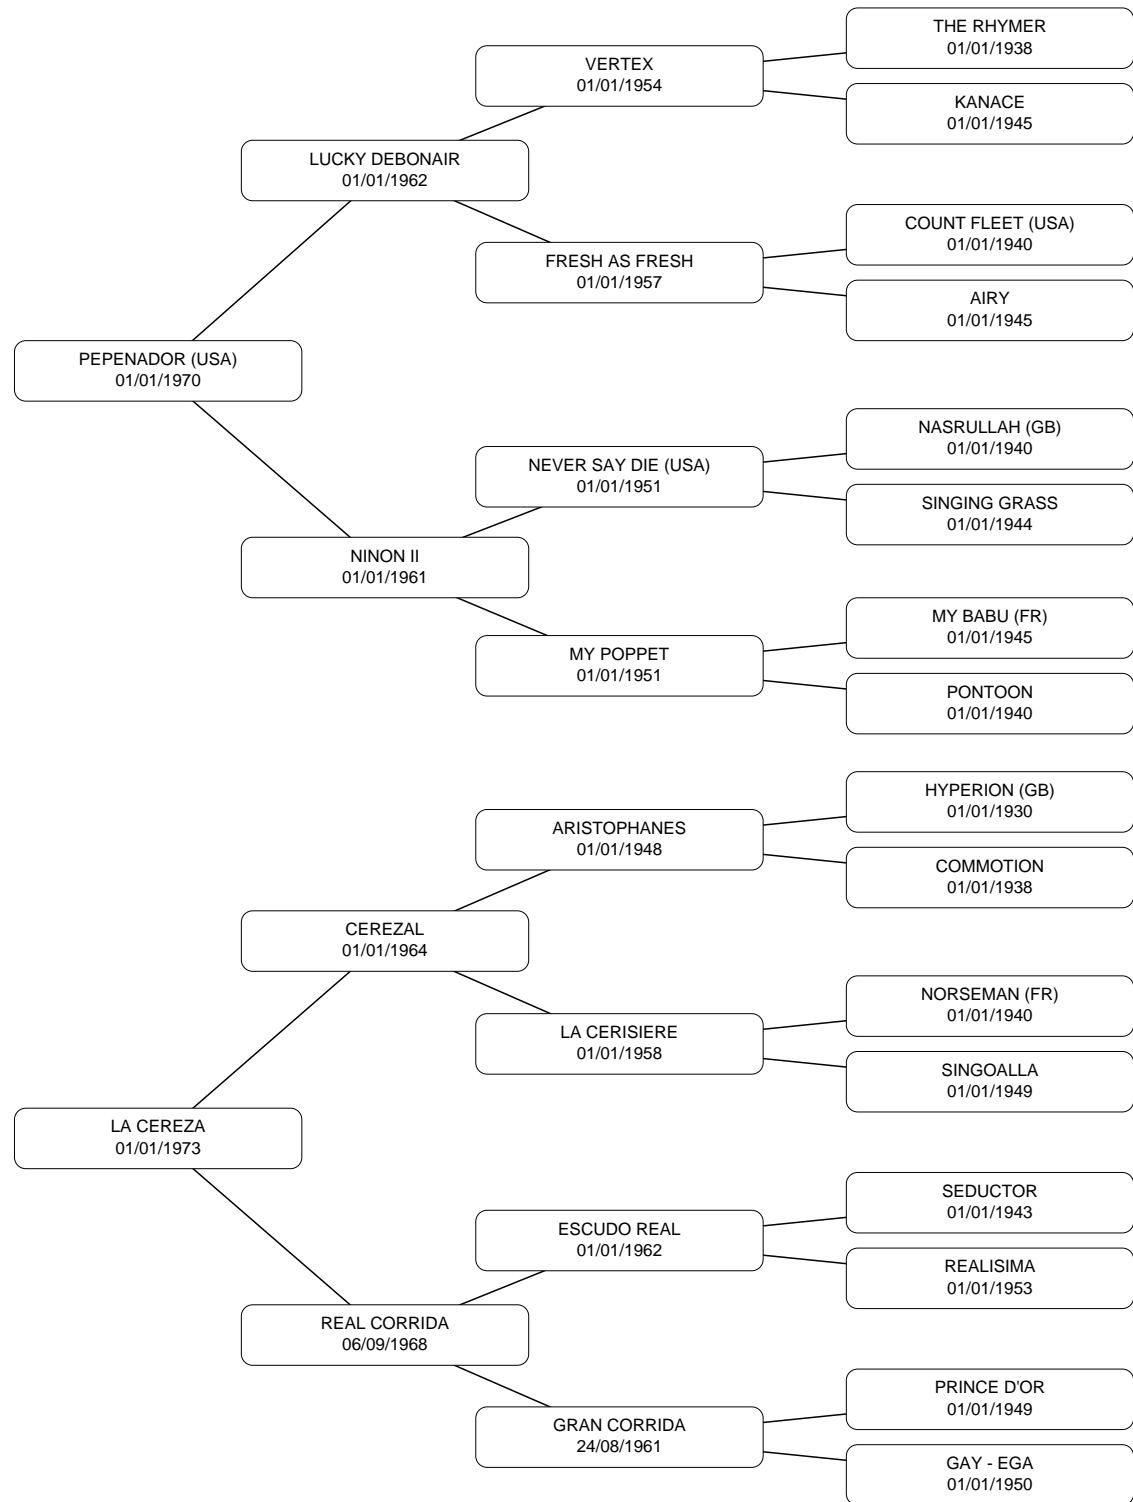 THE RHYMER
01/01/1938
VERTEX
01/01/1954
KANACE
01/01/1945
LUCKY DEBONAIR
01/01/1962
COUNT FLEET (USA)
01/01/1940
FRESH AS FRESH
01/01/1957
AIRY
01/01/1945
PEPENADOR (USA)
01/01/1970
NASRULLAH (GB)
01/01/1940
NEVER SAY DIE (USA)
01/01/1951
SINGING GRASS
01/01/1944
NINON II
01/01/1961
MY BABU (FR)
01/01/1945
MY POPPET
01/01/1951
PONTOON
01/01/1940
HYPERION (GB)
01/01/1930
ARISTOPHANES
01/01/1948
COMMOTION
01/01/1938
CEREZAL
01/01/1964
NORSEMAN (FR)
01/01/1940
LA CERISIERE
01/01/1958
SINGOALLA
01/01/1949
LA CEREZA
01/01/1973
SEDUCTOR
01/01/1943
ESCUDO REAL
01/01/1962
REALISIMA
01/01/1953
REAL CORRIDA
06/09/1968
PRINCE D'OR
01/01/1949
GRAN CORRIDA
24/08/1961
GAY - EGA
01/01/1950